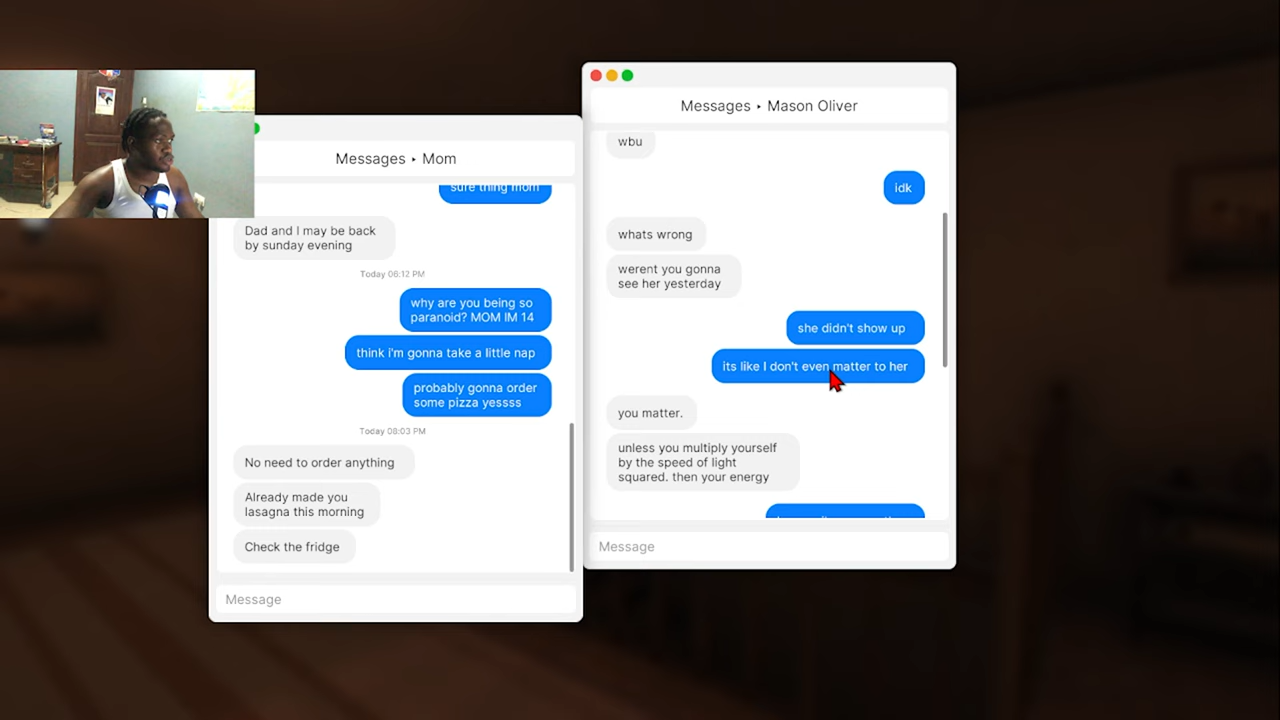 Messages ▸ Mom
sure thing mom
Dad and I may be back
by sunday evening
Today 06:12 PM
why are you being so
paranoid? MOM IM 14
think i'm gonna take a little nap
probably gonna order
some pizza yessss
Today 08:03 PM
No need to order anything
Already made you
lasagna this morning
Check the fridge
Message
Messages ▸ Mason Oliver
wbu
idk
whats wrong
werent you gonna
see her yesterday
she didn't show up
its like I don't even matter to her
you matter.
unless you multiply yourself
by the speed of light
squared. then your energy
Message